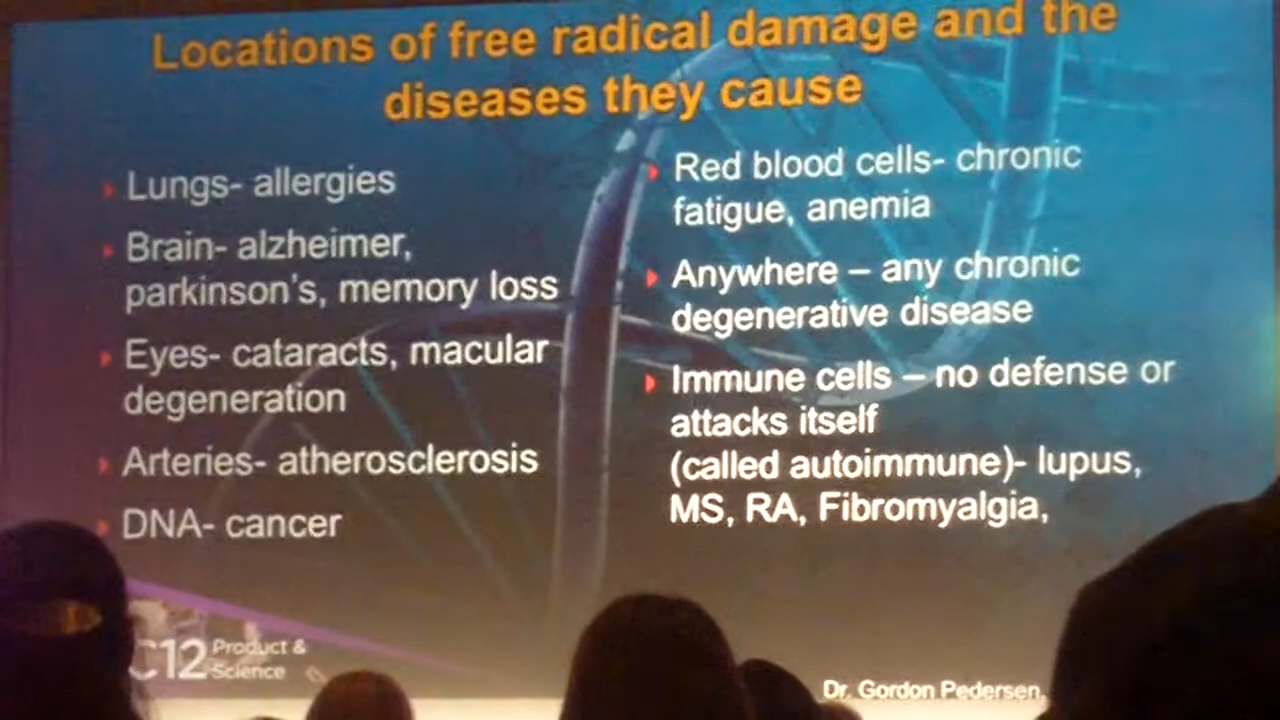 Locations of free radical damage and the
diseases they cause
Lungs- allergies
Brain- alzheimer,
parkinson's, memory loss
Eyes- cataracts, macular
degeneration
Arteries- atherosclerosis
DNA- cancer
Red blood cells- chronic
fatigue, anemia
Anywhere – any chronic
degenerative disease
Immune cells – no defense or
attacks itself
(called autoimmune)- lupus,
MS, RA, Fibromyalgia,
C12 Product &
Science
Dr. Gordon Pedersen,